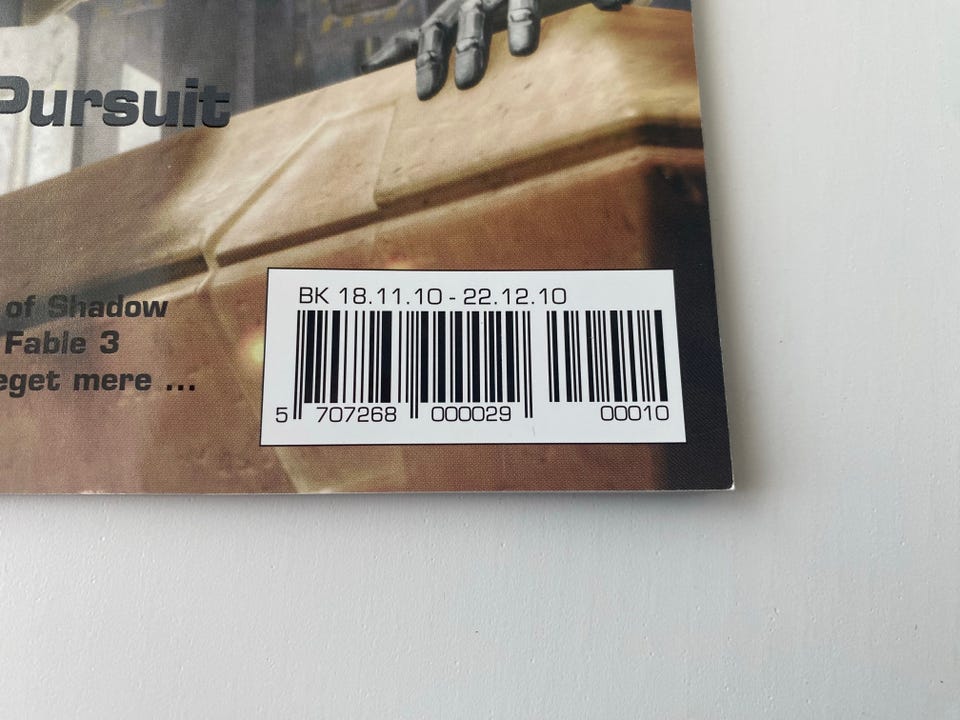 Pursuit
of Shadow
Fable 3
eget mere ...
BK 18.11.10 - 22.12.10
5 707268 000029 00010